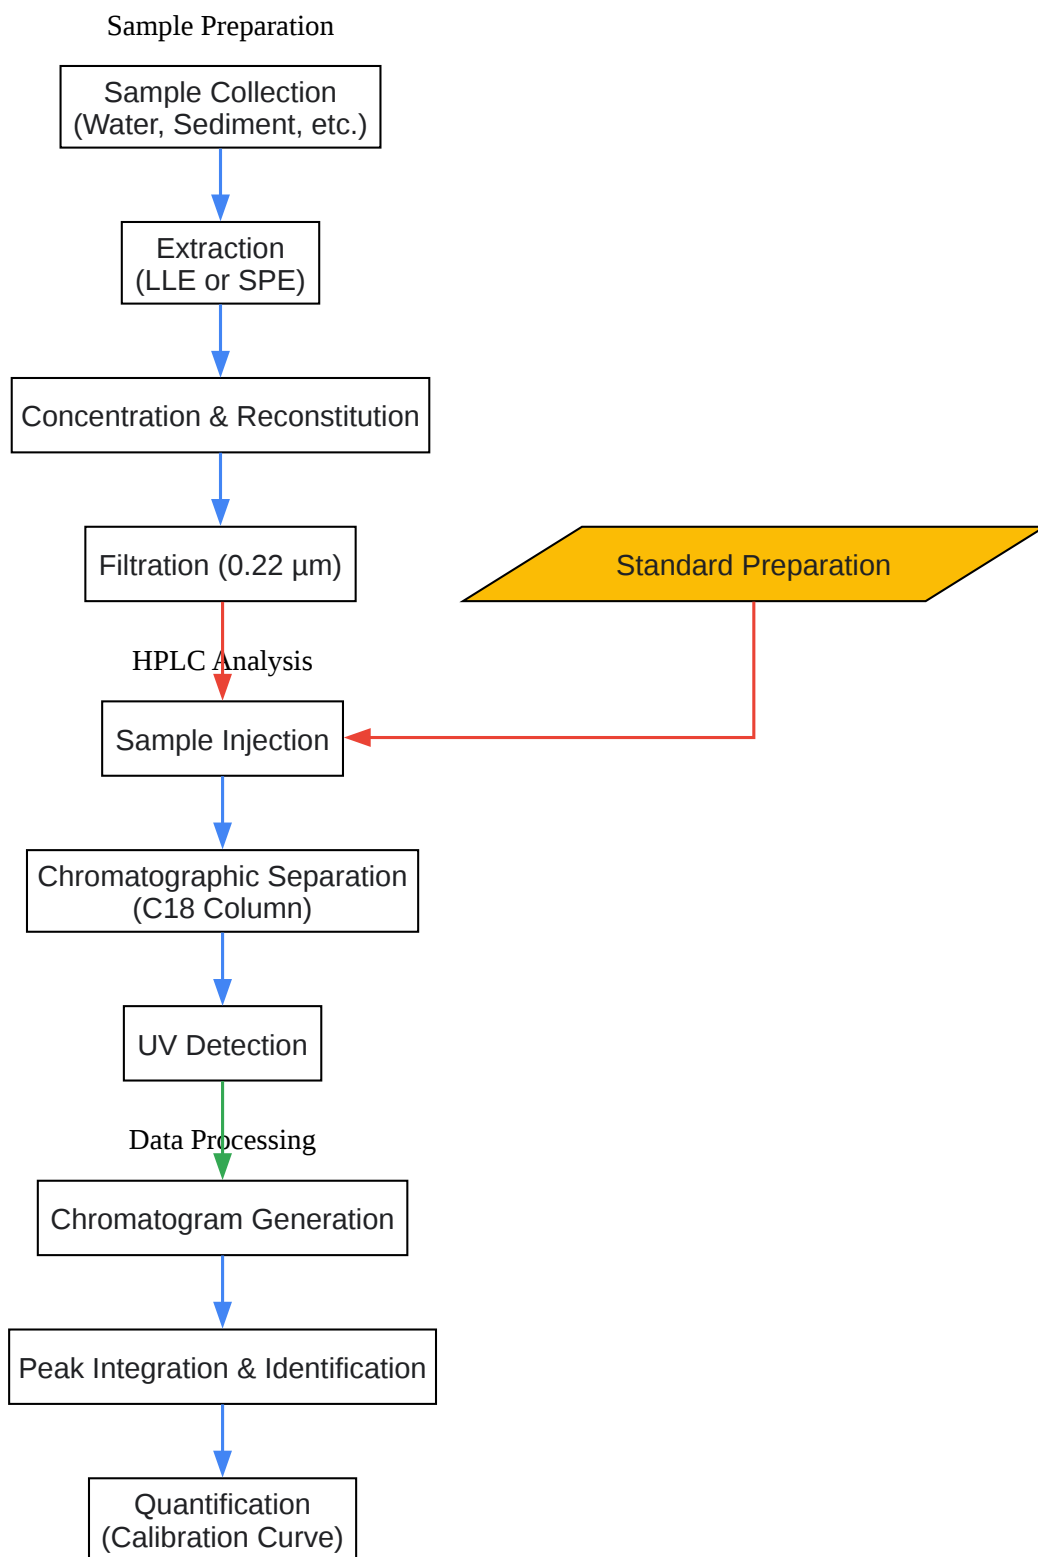 Sample Preparation
Sample Collection
(Water, Sediment, etc.)
Extraction
(LLE or SPE)
Concentration & Reconstitution
Filtration (0.22 µm)
Standard Preparation
HPLC Analysis
Sample Injection
Chromatographic Separation
(C18 Column)
UV Detection
Data Processing
Chromatogram Generation
Peak Integration & Identification
Quantification
(Calibration Curve)